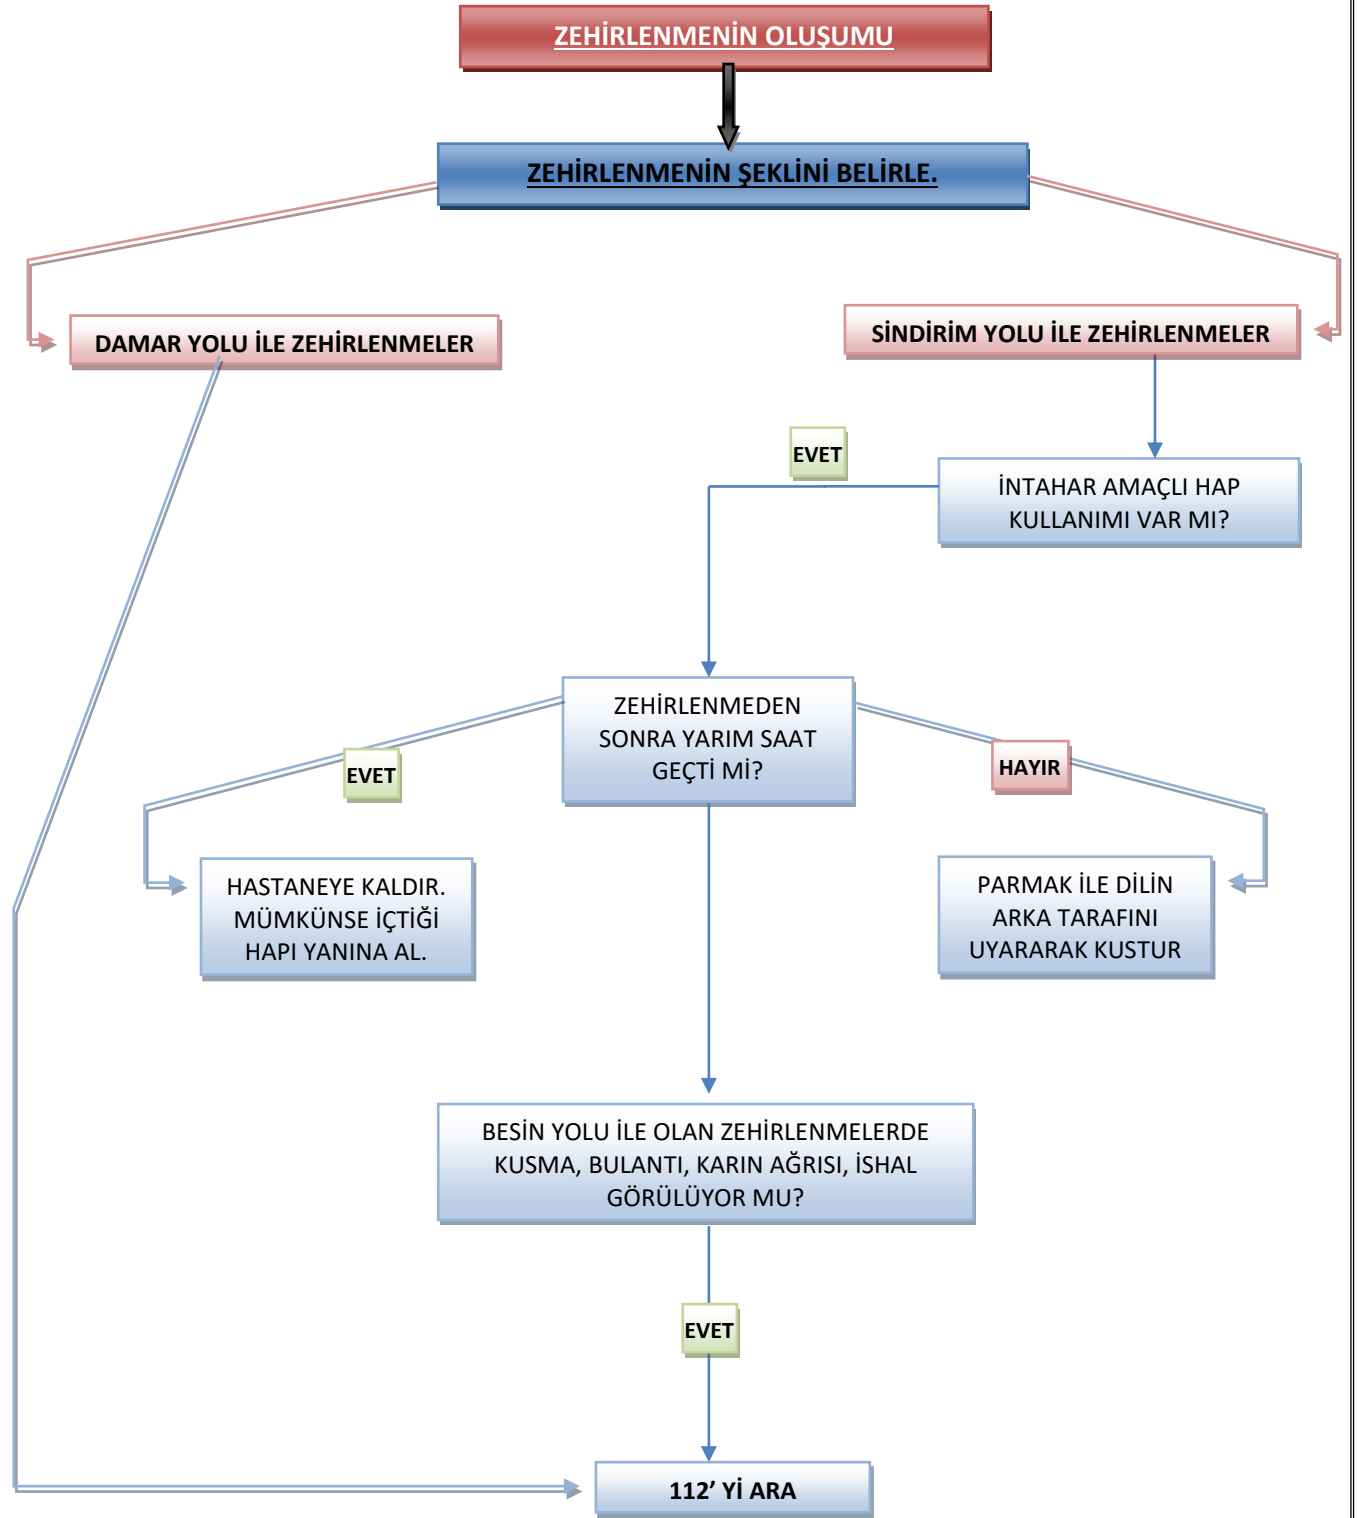 ZEHİRLENMENİN OLUŞUMU
ZEHİRLENMENİN ŞEKLİNİ BELİRLE.
DAMAR YOLU İLE ZEHİRLENMELER
SİNDİRİM YOLU İLE ZEHİRLENMELER
EVET
İNTAHAR AMAÇLI HAP
KULLANIMI VAR MI?
ZEHİRLENMEDEN
SONRA YARIM SAAT
GEÇTİ Mİ?
EVET
HAYIR
HASTANEYE KALDIR.
MÜMKÜNSE İÇTİĞİ
HAPI YANINA AL.
PARMAK İLE DİLİN
ARKA TARAFINI
UYARARAK KUSTUR
BESİN YOLU İLE OLAN ZEHİRLENMELERDE
KUSMA, BULANTI, KARIN AĞRISI, İSHAL
GÖRÜLÜYOR MU?
EVET
112’ Yİ ARA